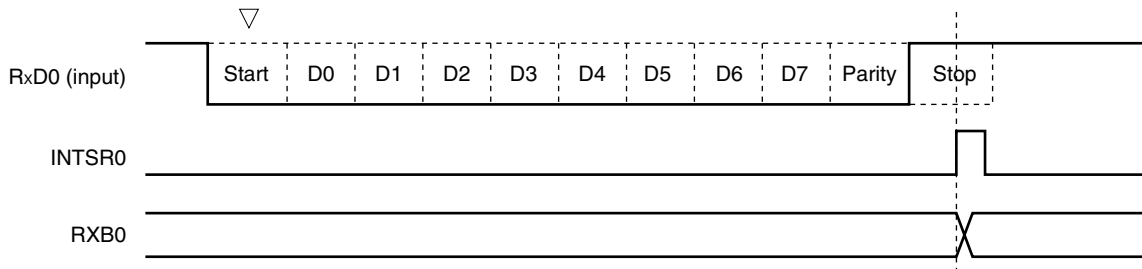 RxD0 (input) Start D0 D1 D2 D3 D4 D5 D6 D7 Parity Stop
INTSR0
RXB0